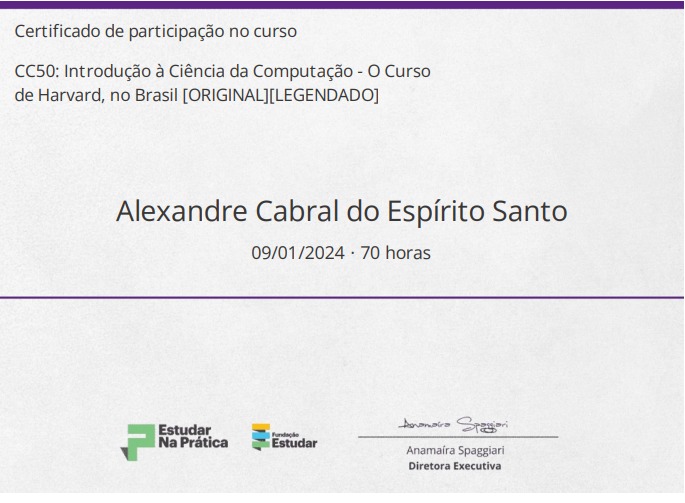 Certificado de participação no curso
CC50: Introdução à Ciência da Computação - O Curso
de Harvard, no Brasil [ORIGINAL][LEGENDADO]
Alexandre Cabral do Espírito Santo
09/01/2024 · 70 horas
Estudar
Na Prática
Fundação
Estudar
Anamaíra Spaggiari
Anamaíra Spaggiari
Diretora Executiva